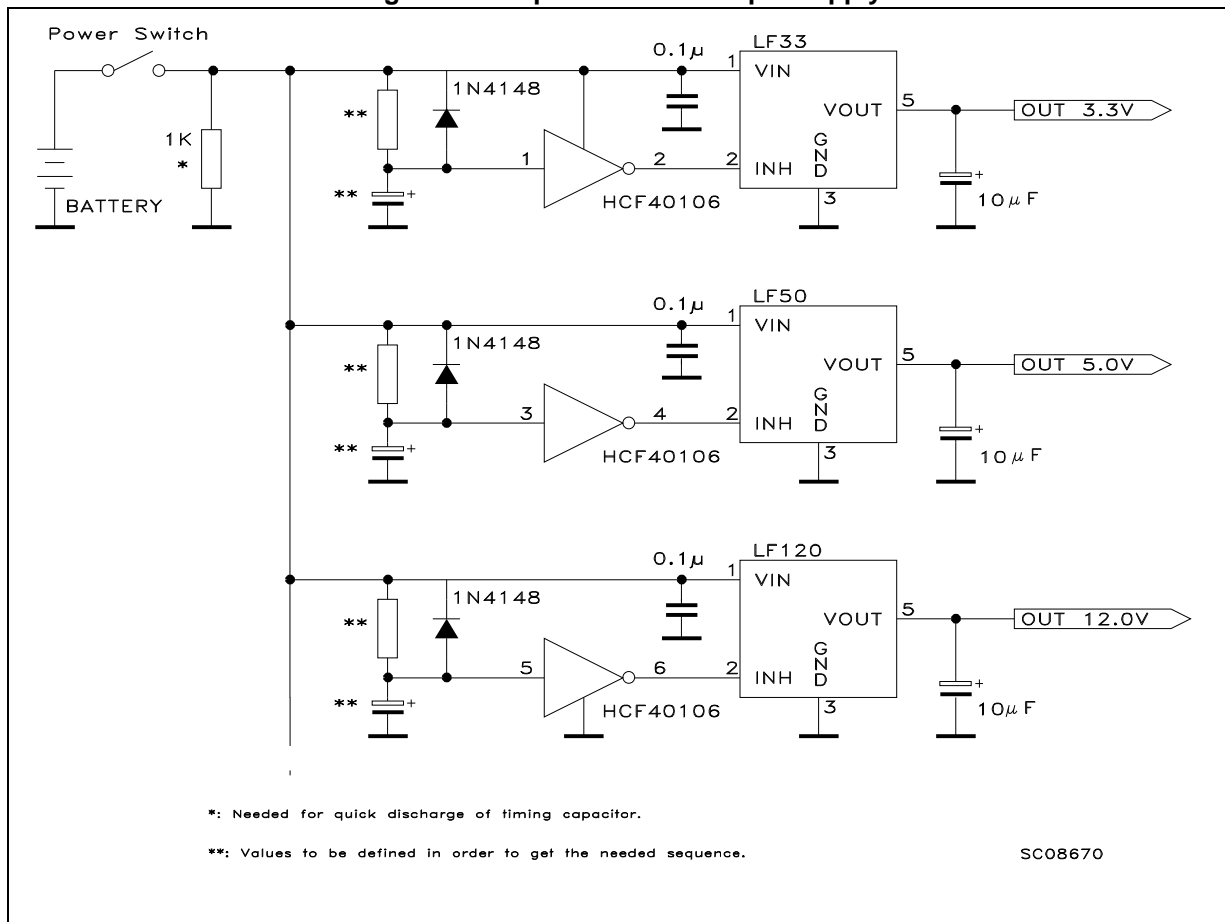 Power Switch
BATTERY
1K
*
**
**
1N4148
1
2
HCF40106
0.1μ
LF33
1
VIN
2
INH
GND
3
VOUT
5
OUT 3.3V
+
+
10μF
**
**
1N4148
3
4
HCF40106
0.1μ
LF50
1
VIN
2
INH
GND
3
VOUT
5
OUT 5.0V
+
+
10μF
**
**
1N4148
5
6
HCF40106
0.1μ
LF120
1
VIN
2
INH
GND
3
VOUT
5
OUT 12.0V
+
+
10μF
*: Needed for quick discharge of timing capacitor.
**: Values to be defined in order to get the needed sequence.
SC08670